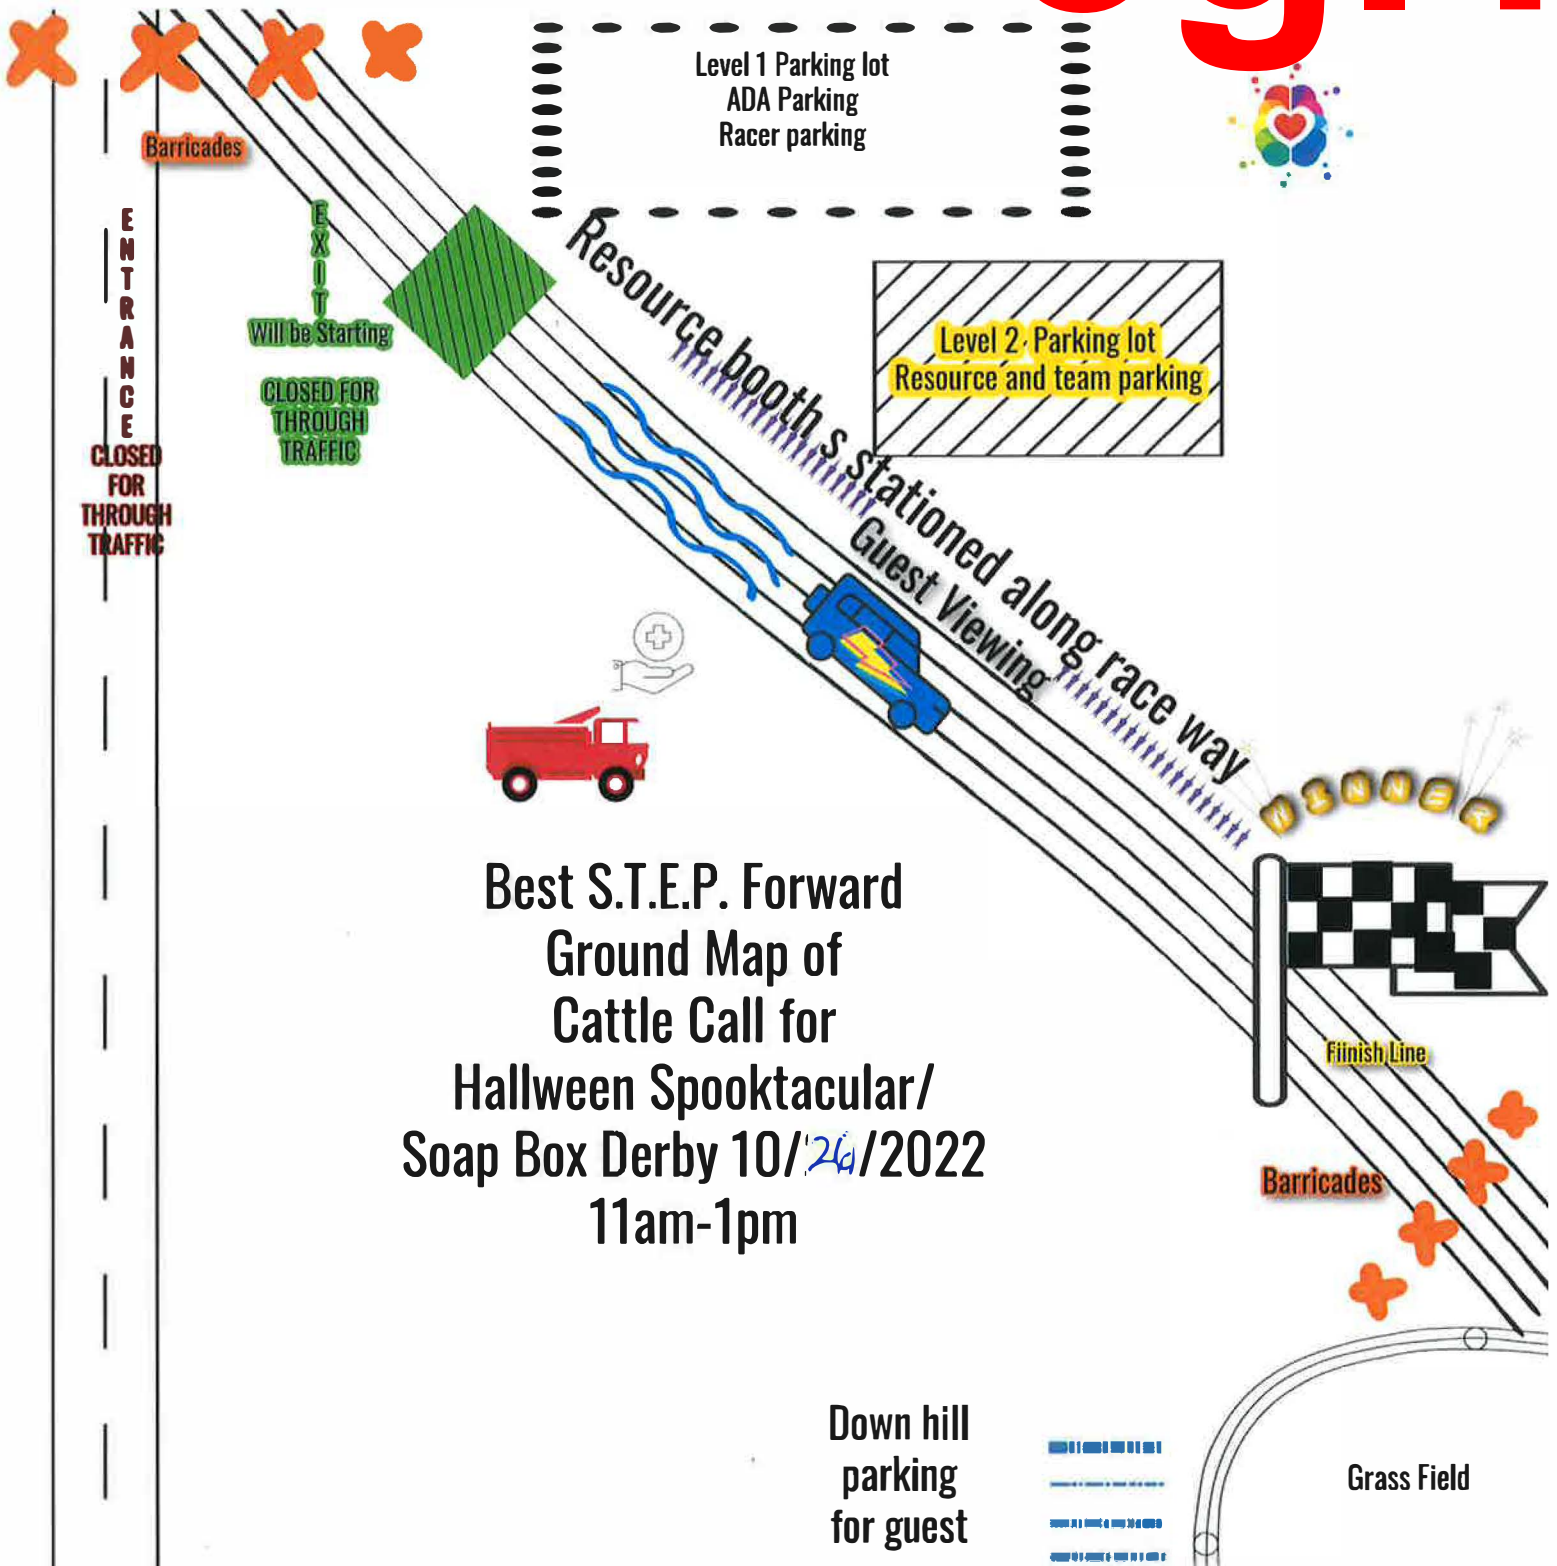 Level 1 Parking lot
ADA Parking
Racer parking
Barricades
ENTRANCE
CLOSED
FOR
THROUGH
TRAFFIC
EXIT
Will be Starting
CLOSED FOR
THROUGH
TRAFFIC
Resource booth s stationed along race way
Guest Viewing
Level 2 Parking lot
Resource and team parking
WINNER
Best S.T.E.P. Forward
Ground Map of
Cattle Call for
Hallween Spooktacular/
Soap Box Derby 10/26/2022
11am-1pm
Fiinish Line
Barricades
Down hill
parking
for guest
Grass Field